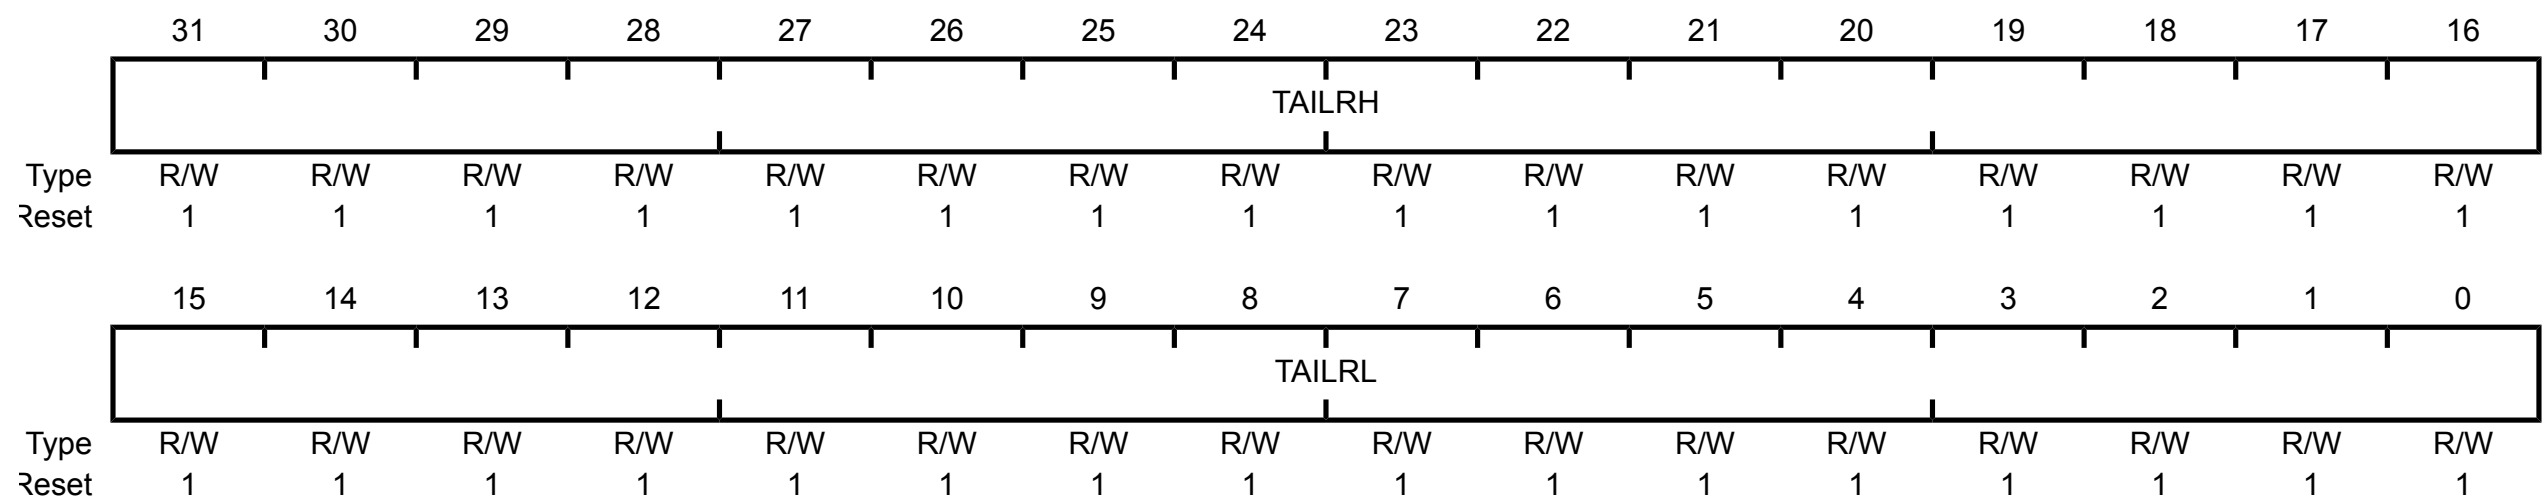 31 30 29 28 27 26 25 24 23 22 21 20 19 18 17 16
TAILRH
Type R/W R/W R/W R/W R/W R/W R/W R/W R/W R/W R/W R/W R/W R/W R/W R/W
Reset 1 1 1 1 1 1 1 1 1 1 1 1 1 1 1 1
15 14 13 12 11 10 9 8 7 6 5 4 3 2 1 0
TAILRL
Type R/W R/W R/W R/W R/W R/W R/W R/W R/W R/W R/W R/W R/W R/W R/W R/W
Reset 1 1 1 1 1 1 1 1 1 1 1 1 1 1 1 1